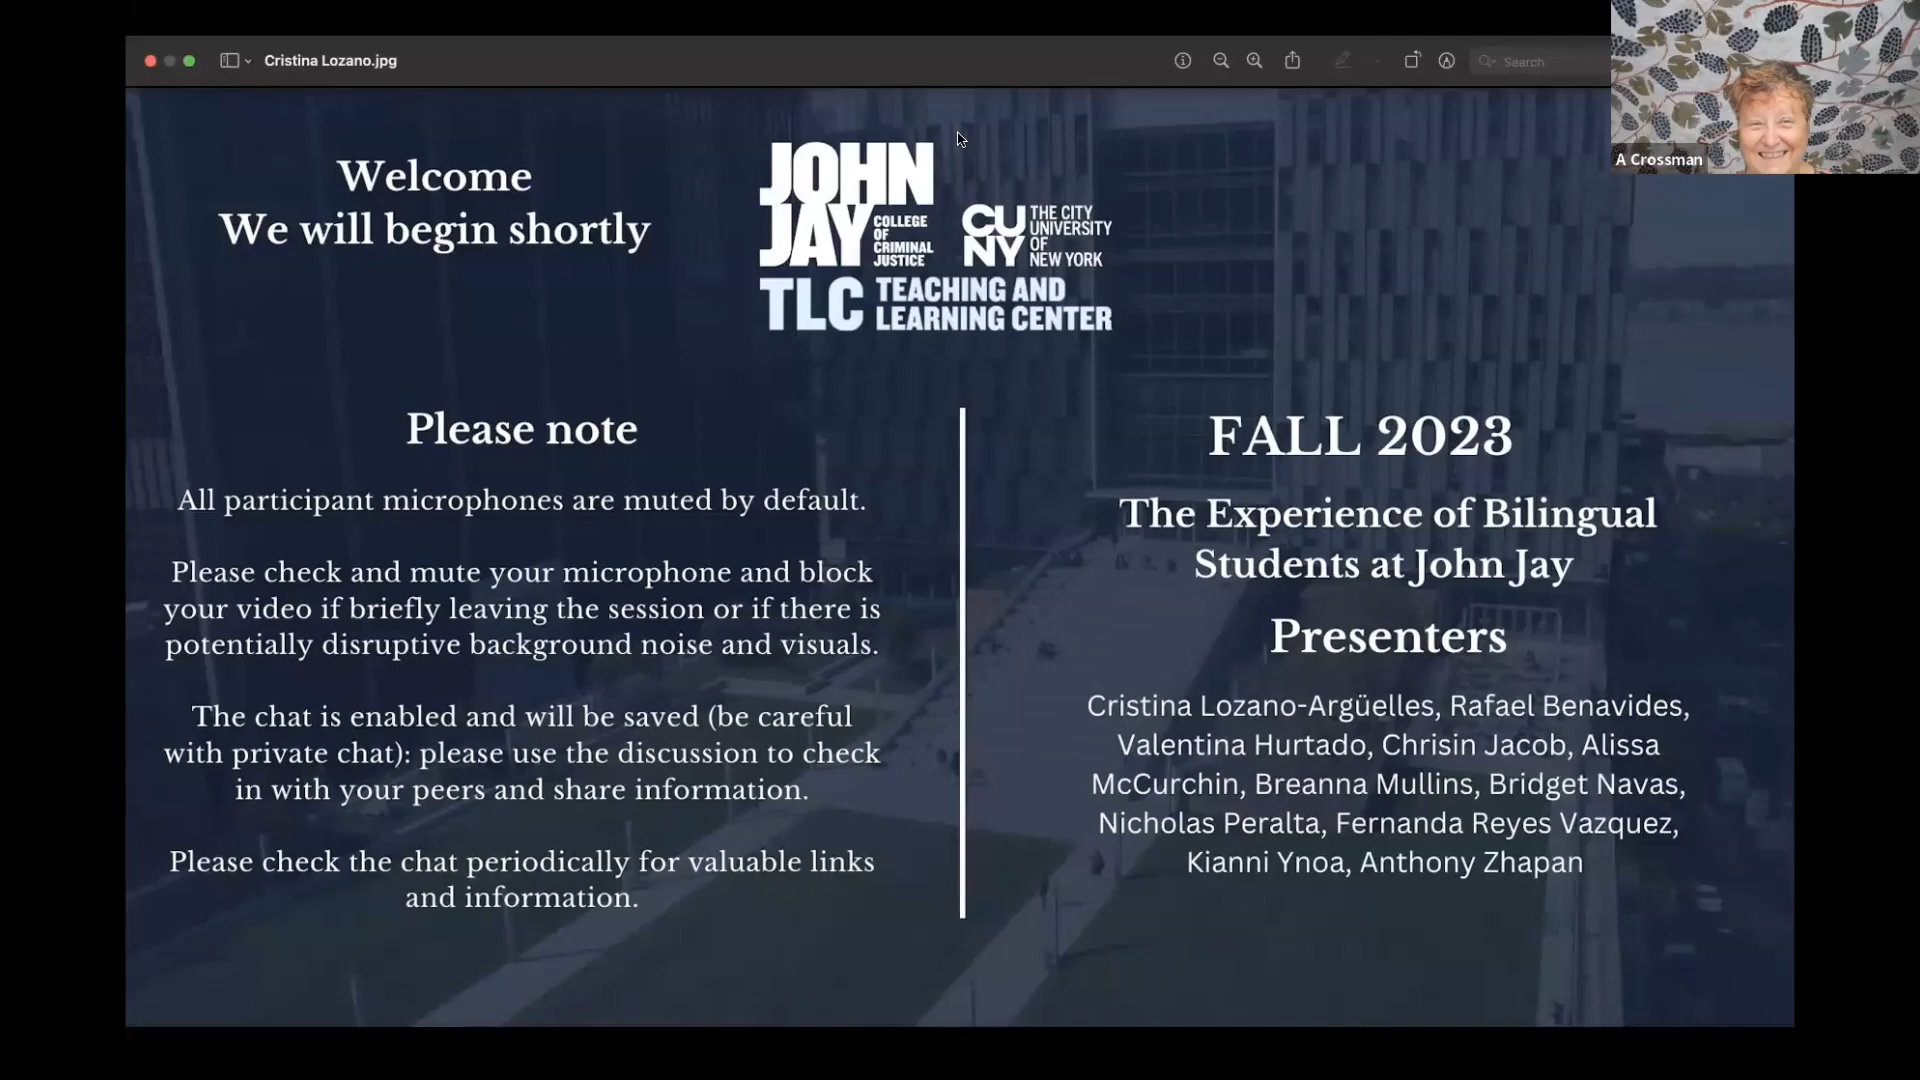 Cristina Lozano.jpg
Search
A Crossman
Welcome
We will begin shortly
JOHN
JAY
COLLEGE
OF
CRIMINAL
JUSTICE
CU
NY
THE CITY
UNIVERSITY
OF
NEW YORK
TLC
TEACHING AND
LEARNING CENTER
Please note
All participant microphones are muted by default.
Please check and mute your microphone and block
your video if briefly leaving the session or if there is
potentially disruptive background noise and visuals.
The chat is enabled and will be saved (be careful
with private chat): please use the discussion to check
in with your peers and share information.
Please check the chat periodically for valuable links
and information.
FALL 2023
The Experience of Bilingual
Students at John Jay
Presenters
Cristina Lozano-Argüelles, Rafael Benavides,
Valentina Hurtado, Chrisin Jacob, Alissa
McCurchin, Breanna Mullins, Bridget Navas,
Nicholas Peralta, Fernanda Reyes Vazquez,
Kianni Ynoa, Anthony Zhapan